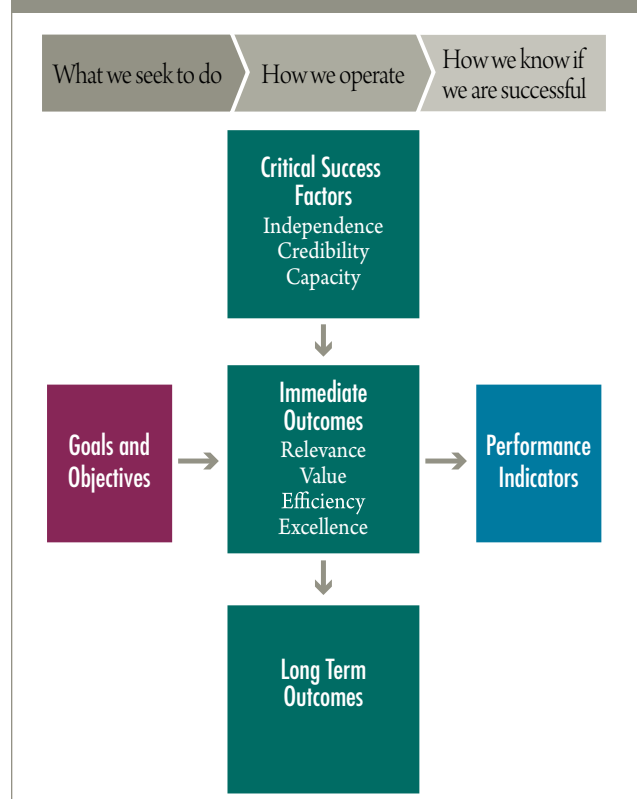 What we seek to do
How we operate
How we know if
we are successful
Critical Success
Factors
Independence
Credibility
Capacity
Goals and
Objectives
Immediate
Outcomes
Relevance
Value
Efficiency
Excellence
Performance
Indicators
Long Term
Outcomes